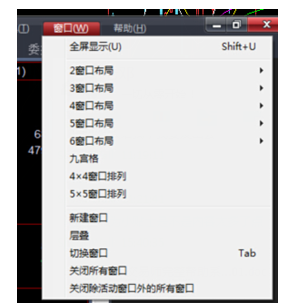 窗口(W) 帮助(H)
委
全屏显示(U) Shift+U
2窗口布局
3窗口布局
4窗口布局
5窗口布局
6窗口布局
九宫格
4×4窗口排列
5×5窗口排列
新建窗口
层叠
切换窗口 Tab
关闭所有窗口
关闭除活动窗口外的所有窗口
1)
6
47